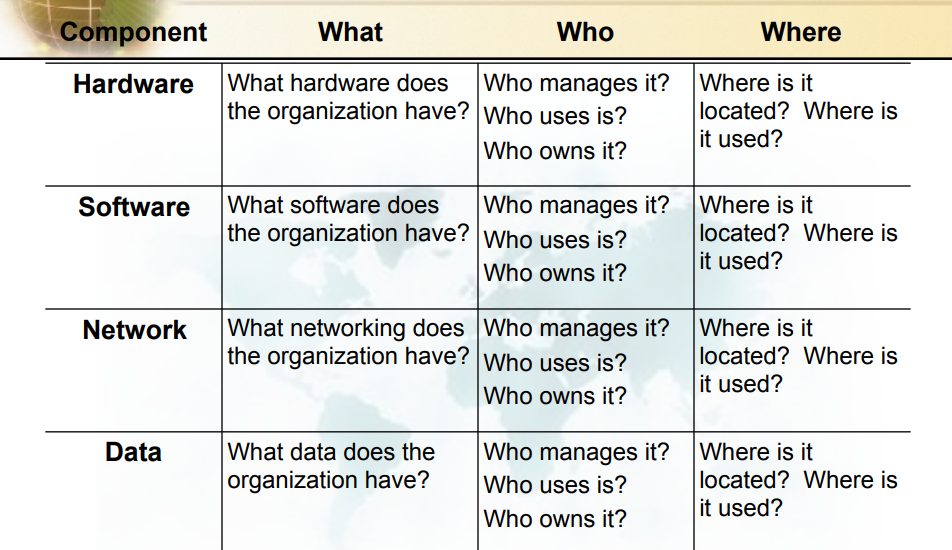 Component What Who Where
Hardware
What hardware does
the organization have?
Who manages it?
Who uses is?
Who owns it?
Where is it
located? Where is
it used?
Software
What software does
the organization have?
Who manages it?
Who uses is?
Who owns it?
Where is it
located? Where is
it used?
Network
What networking does
the organization have?
Who manages it?
Who uses is?
Who owns it?
Where is it
located? Where is
it used?
Data
What data does the
organization have?
Who manages it?
Who uses is?
Who owns it?
Where is it
located? Where is
it used?